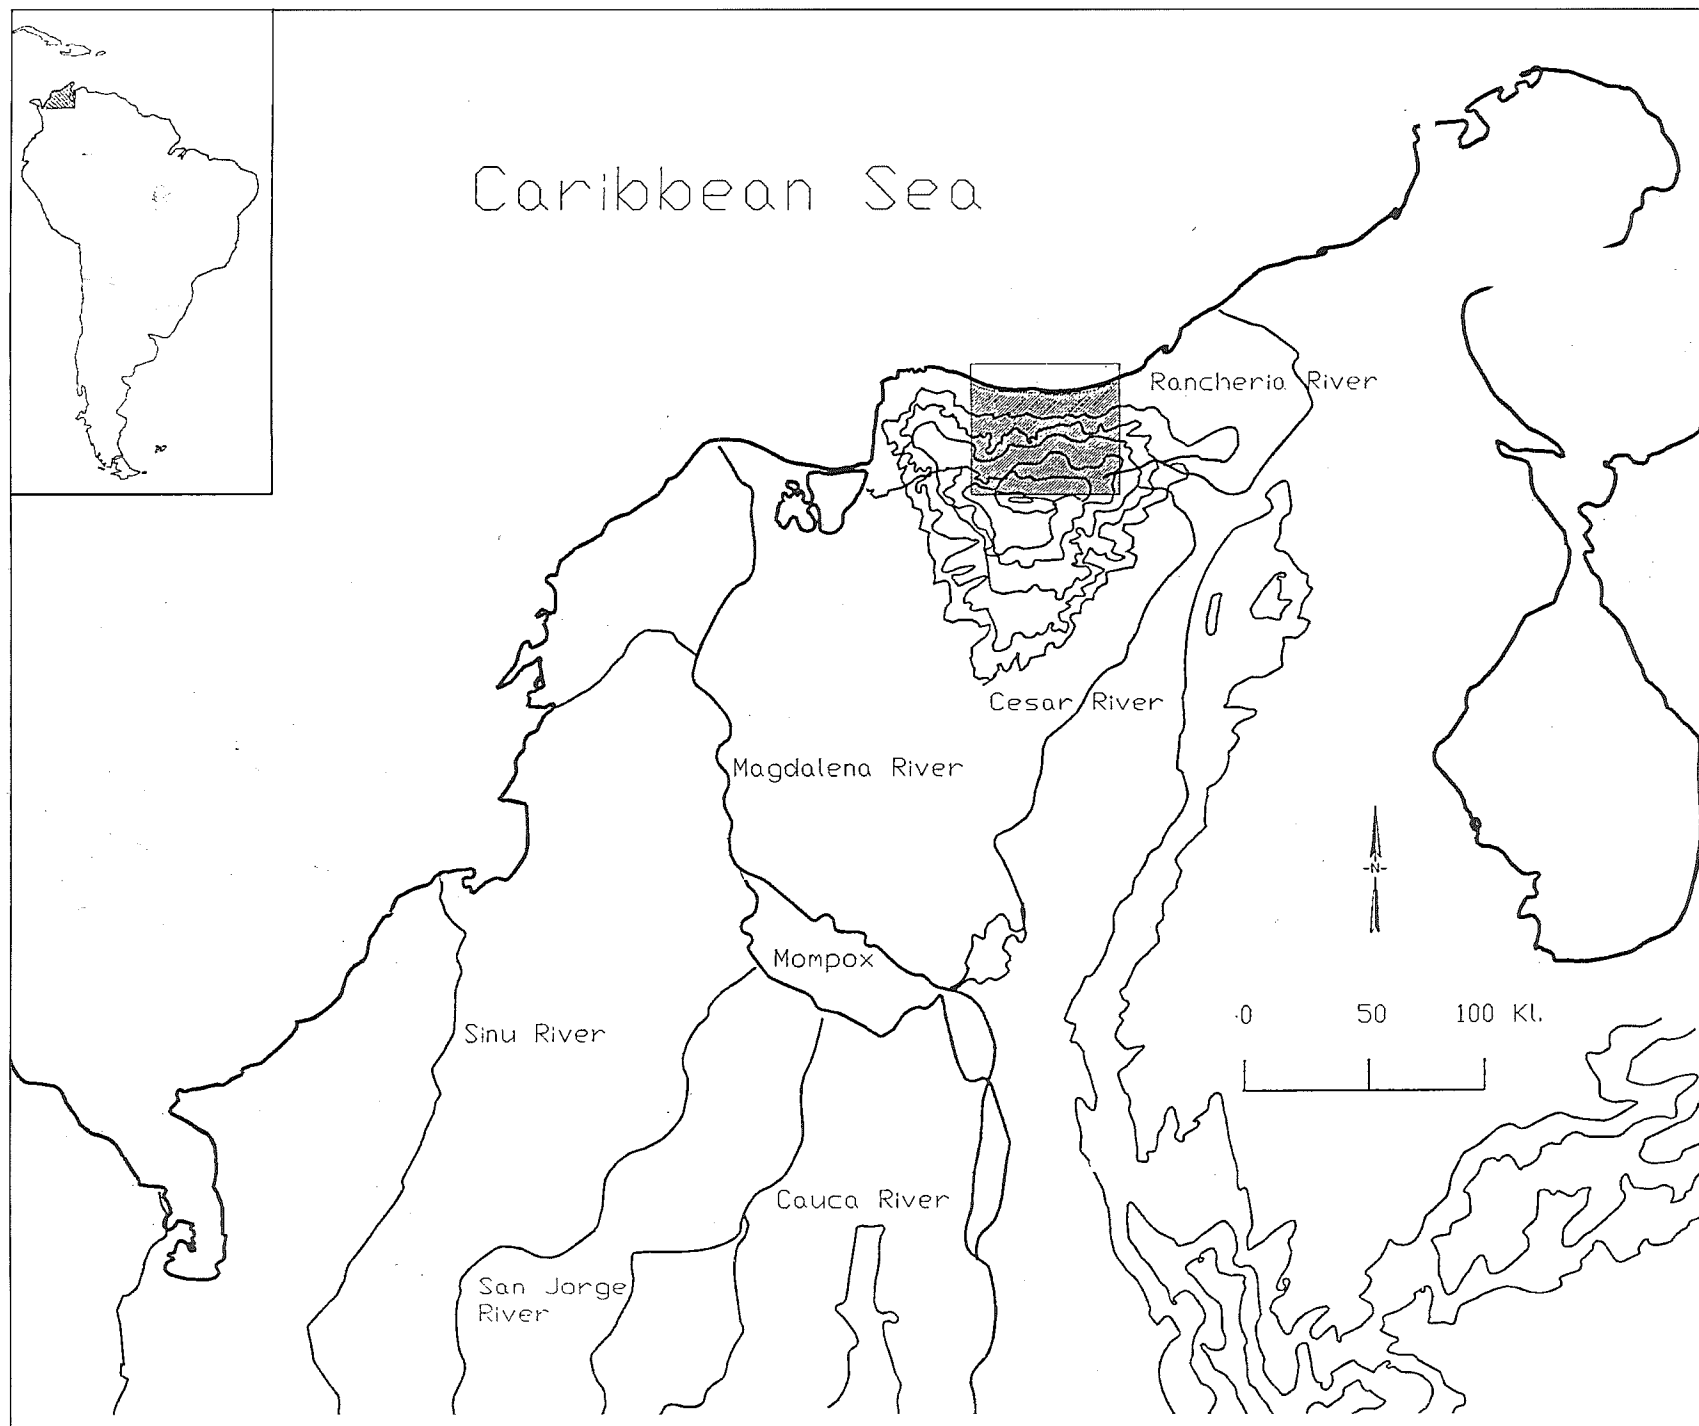 Caribbean Sea
Rancheria River
Cesar River
Magdalena River
-N-
Mompox
0 50 100 Kl.
Sinu River
Cauca River
San Jorge
River